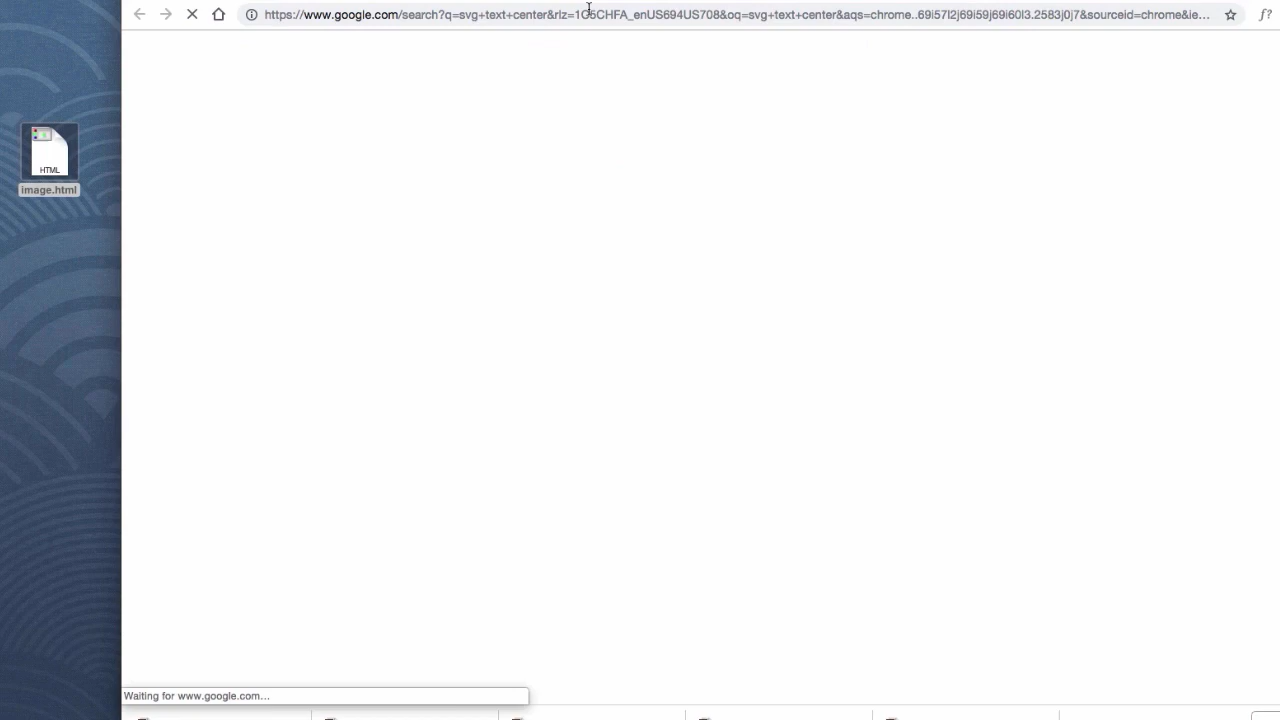 https://www.google.com/search?q=svg+text+center&rlz=1C5CHFA_enUS694US708&oq=svg+text+center&aqs=chrome..69i57l2j69i59j69i60l3.2583j0j7&sourceid=chrome&ie...
f?
HTML
image.html
Waiting for www.google.com...